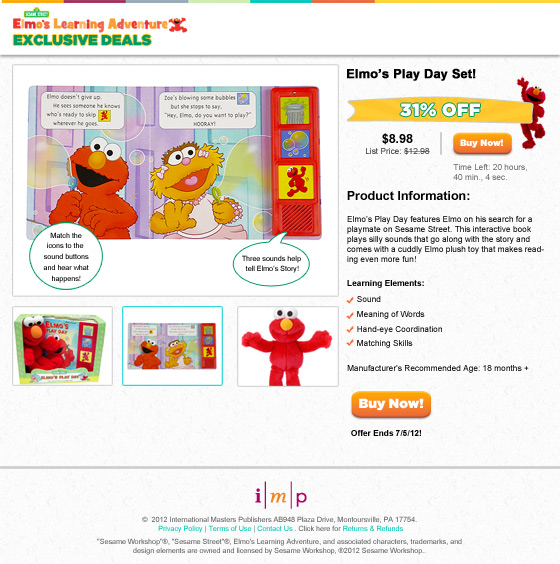 SESAME STREET
Elmo's Learning Adventure
EXCLUSIVE DEALS
Elmo doesn't give up.
He sees someone he knows
who's ready to skip
wherever he goes.
Zoe's blowing some bubbles
but she stops to say,
"Hey, Elmo, do you want to play?"
HOORAY!
Match the
icons to the
sound buttons
and hear what
happens!
Three sounds help
tell Elmo's Story!
ELMO'S
PLAY DAY
ELMO'S PLAY DAY
Elmo's Play Day Set!
31% OFF
$8.98
List Price: $12.98
Buy Now!
Time Left: 20 hours,
40 min., 4 sec.
Product Information:
Elmo's Play Day features Elmo on his search for a
playmate on Sesame Street. This interactive book
plays silly sounds that go along with the story and
comes with a cuddly Elmo plush toy that makes read-
ing even more fun!
Learning Elements:
Sound
Meaning of Words
Hand-eye Coordination
Matching Skills
Manufacturer's Recommended Age: 18 months +
Buy Now!
Offer Ends 7/5/12!
i m p
© 2012 International Masters Publishers AB948 Plaza Drive, Montoursville, PA 17754.
Privacy Policy | Terms of Use | Contact Us . Click here for Returns & Refunds
"Sesame Workshop"®, "Sesame Street"®, Elmo's Learning Adventure, and associated characters, trademarks, and
design elements are owned and licensed by Sesame Workshop, ®2012 Sesame Workshop..